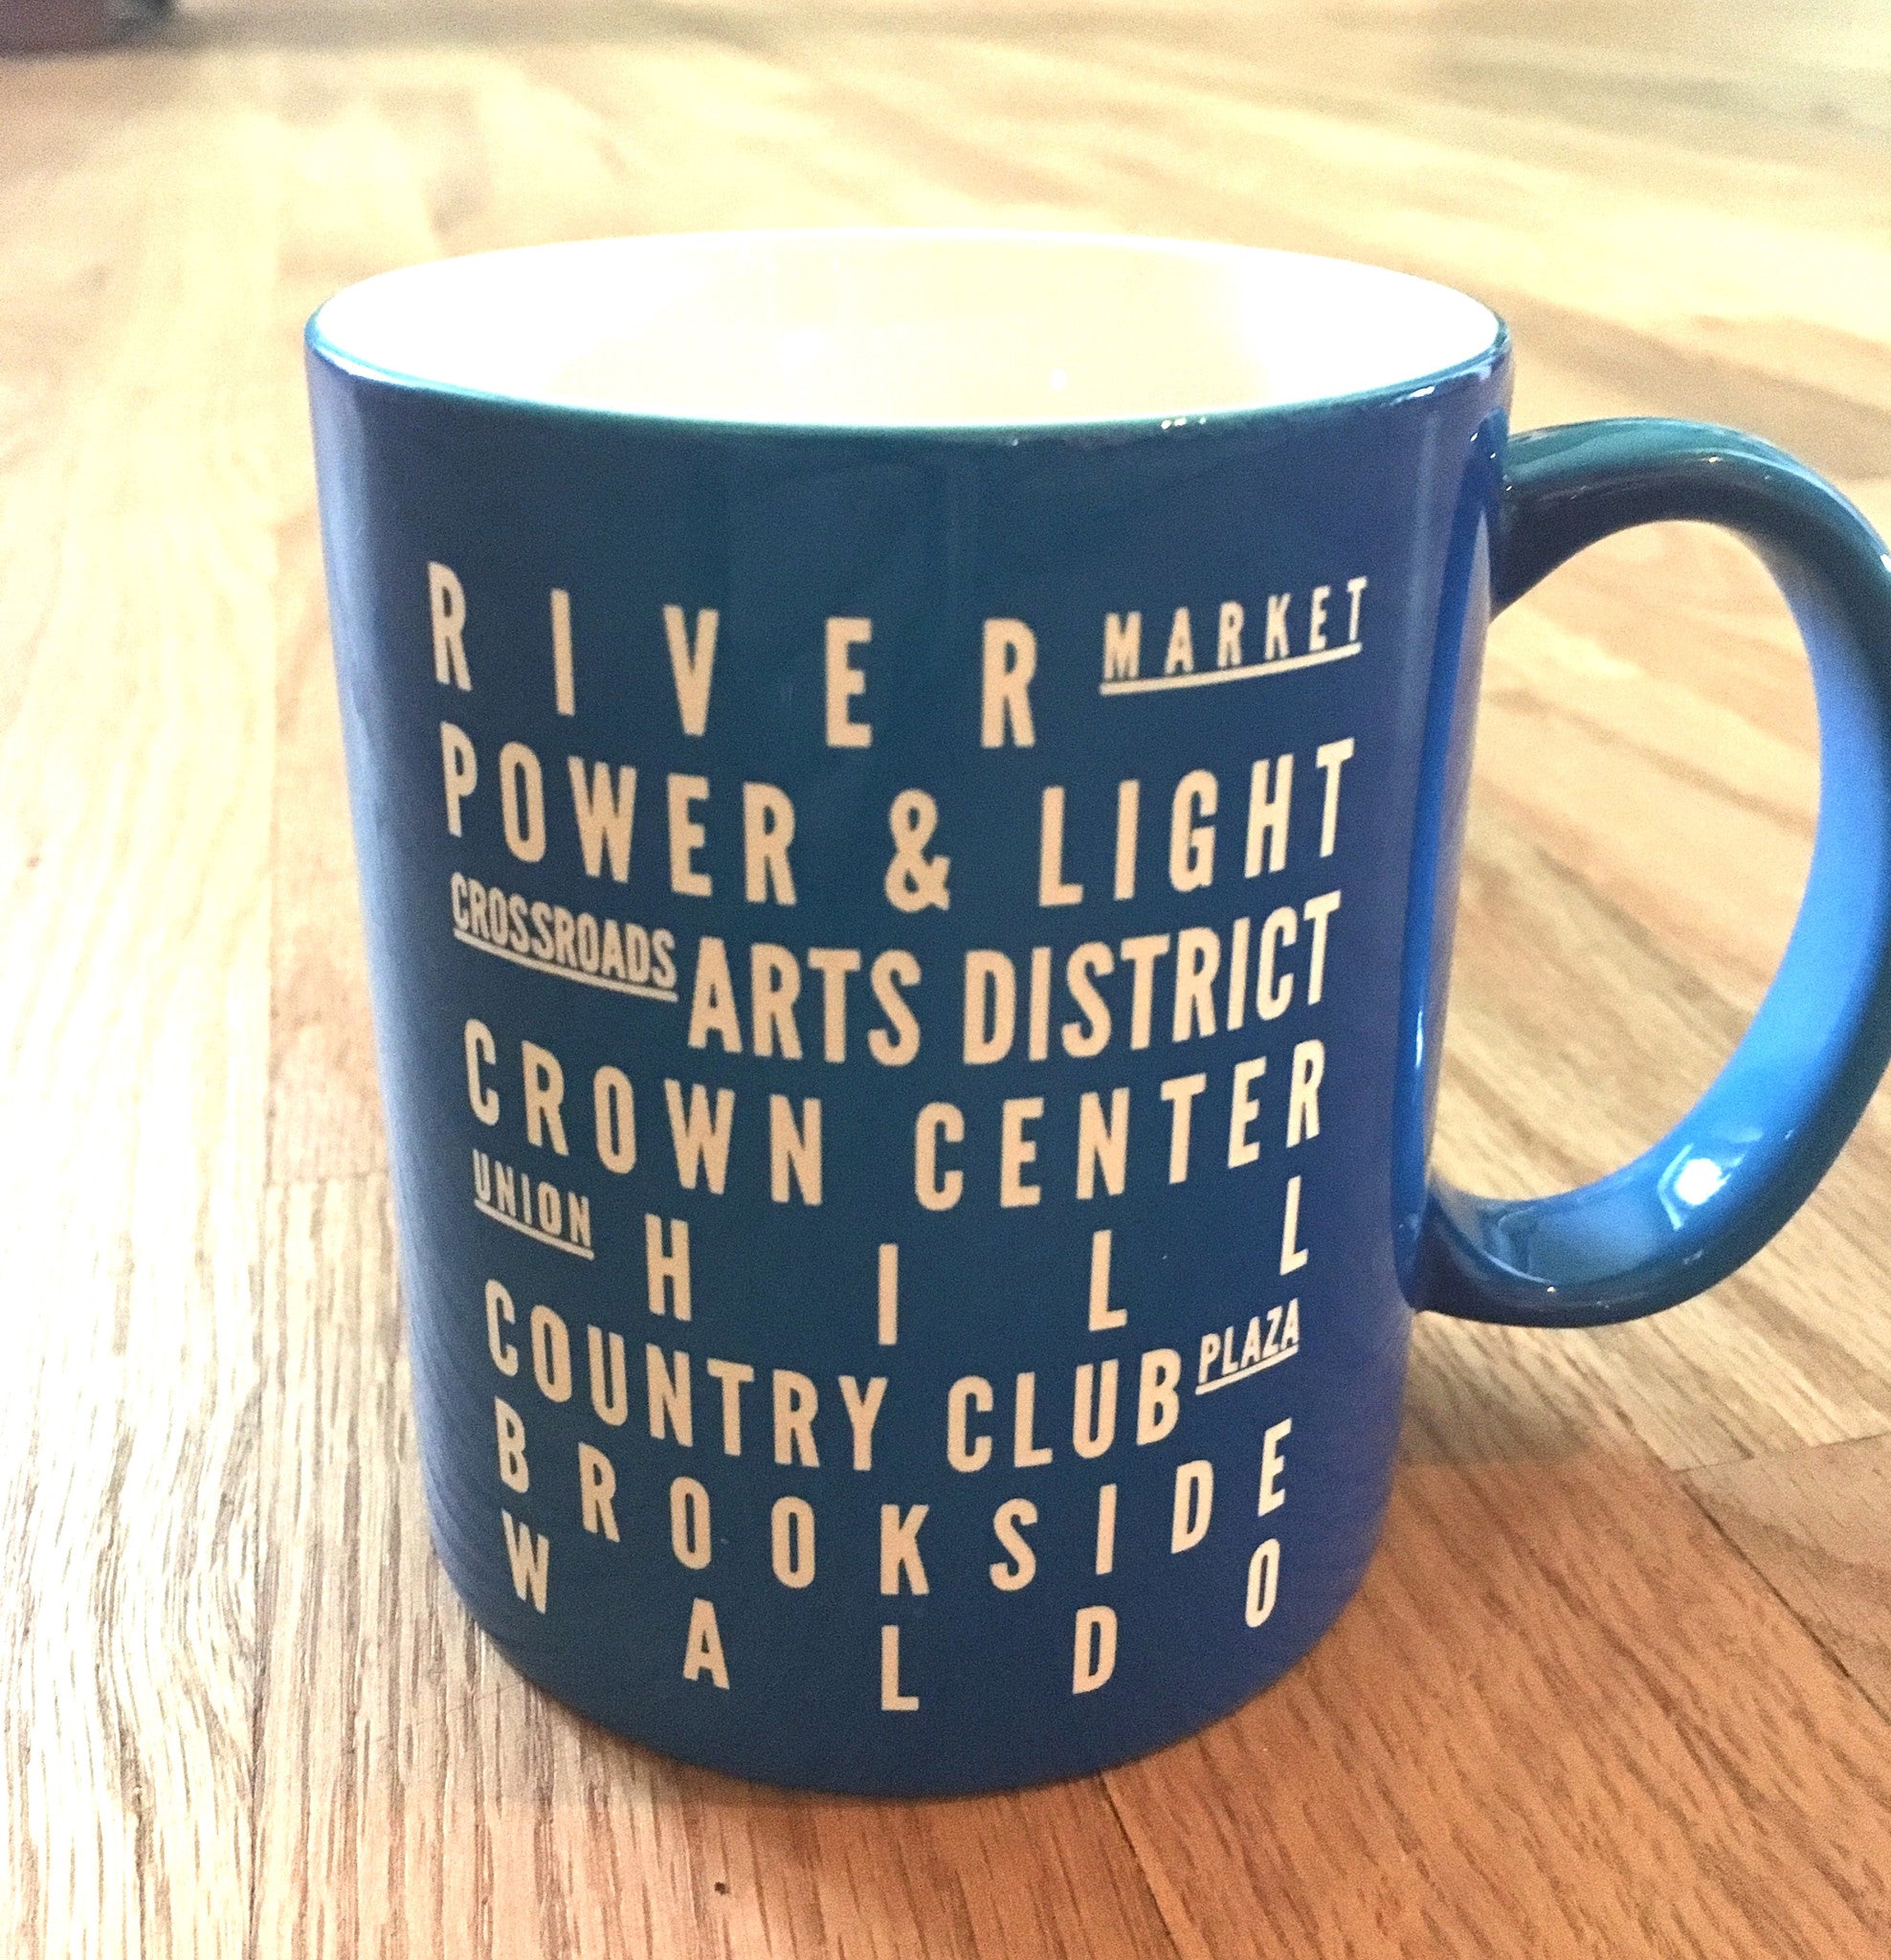 RIVER MARKET
POWER & LIGHT
CROSSROADS ARTS DISTRICT
CROWN CENTER
UNION HILL
COUNTRY CLUB PLAZA
BROOKSIDE
WALDO